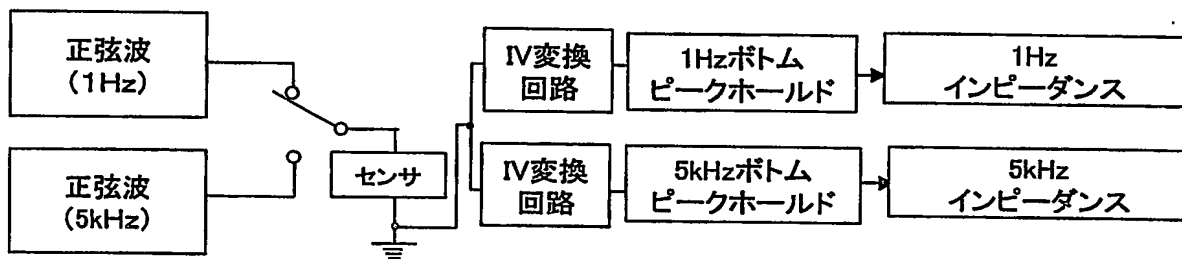 正弦波
(1Hz)
IV変換
回路
1Hzボトム
ピークホールド
1Hz
インピーダンス
正弦波
(5kHz)
センサ
IV変換
回路
5kHzボトム
ピークホールド
5kHz
インピーダンス